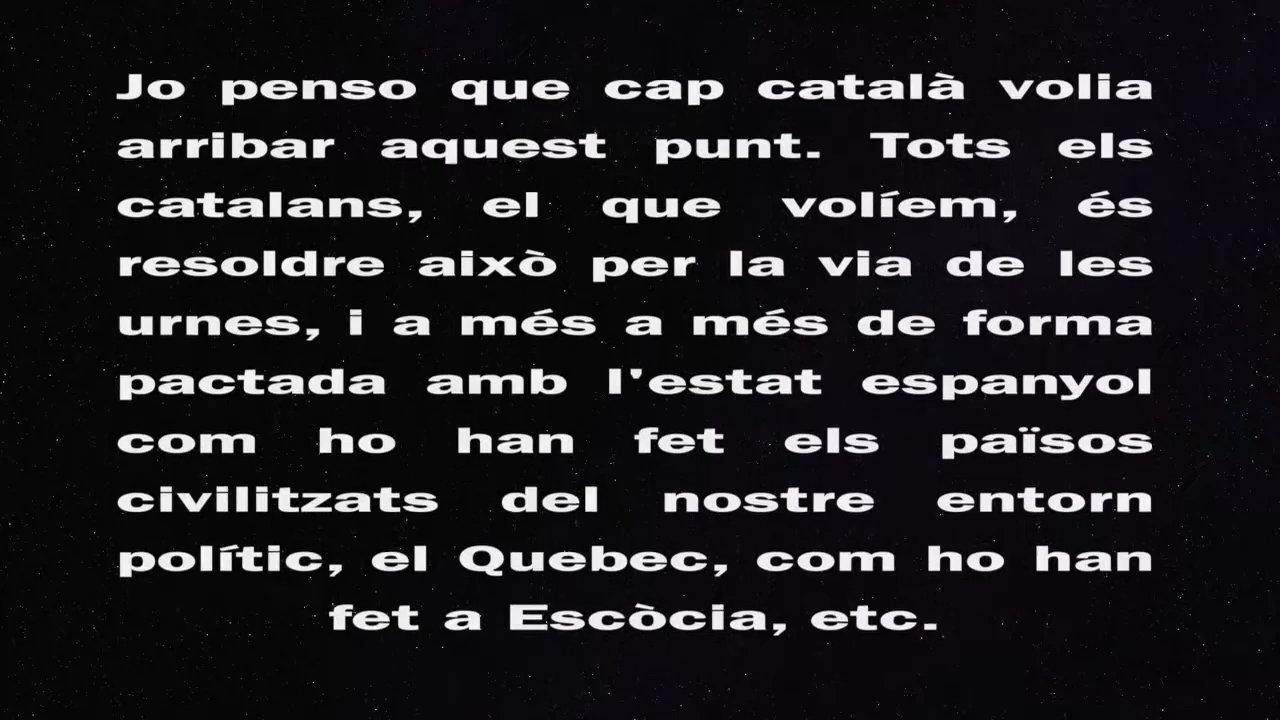 Jo penso que cap català volia
arribar aquest punt. Tots els
catalans, el que volíem, és
resoldre això per la via de les
urnes, i a més a més de forma
pactada amb l'estat espanyol
com ho han fet els països
civilitzats del nostre entorn
polític, el Quebec, com ho han
fet a Escòcia, etc.